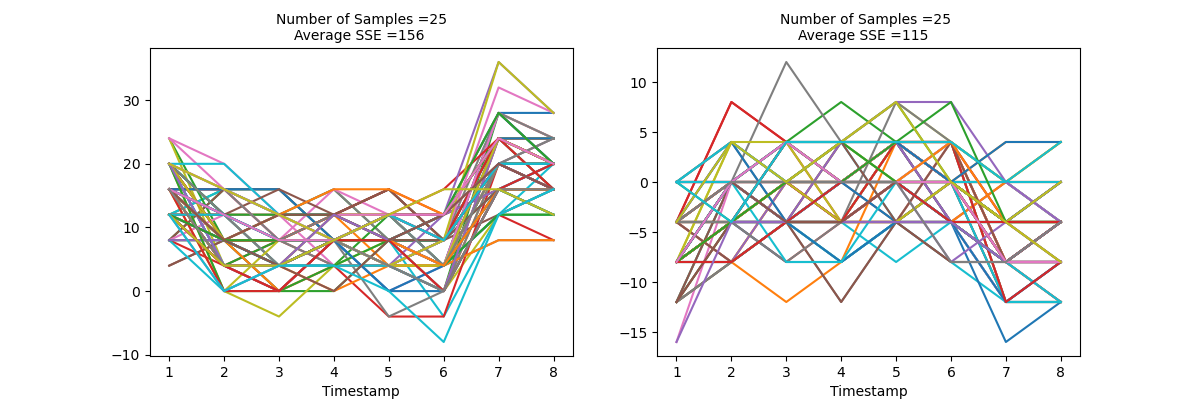 Number of Samples =25
Average SSE =156
30
20
10
0
−10
1 2 3 4 5 6 7 8
Timestamp
Number of Samples =25
Average SSE =115
10
5
0
−5
−10
−15
1 2 3 4 5 6 7 8
Timestamp